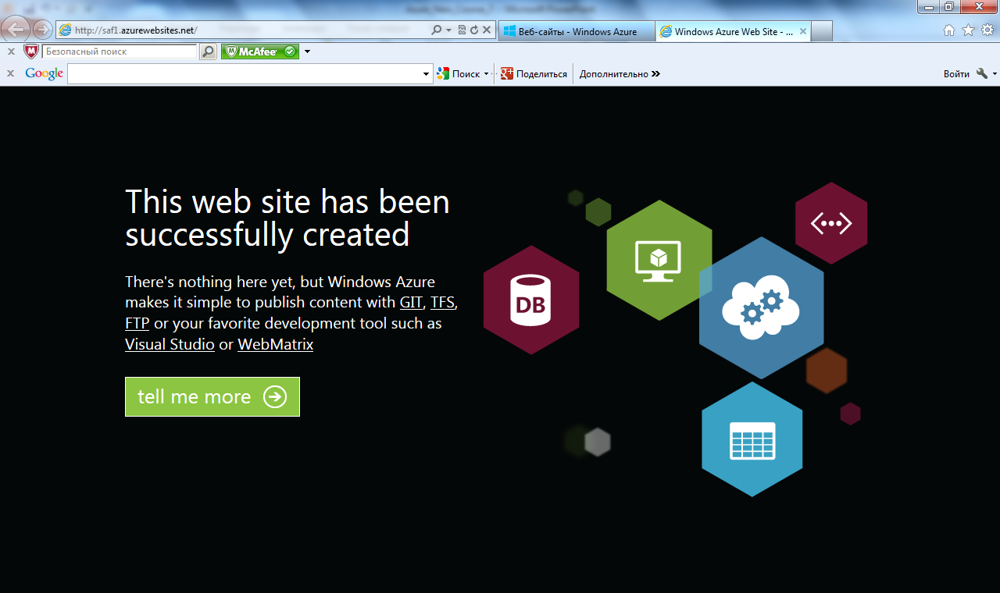 http://saf1.azurewebsites.net/
Веб-сайты - Windows Azure
Windows Azure Web Site - ...
Безопасный поиск
McAfee
Google
Поиск
Поделиться
Дополнительно
Войти
This web site has been
successfully created
There's nothing here yet, but Windows Azure
makes it simple to publish content with GIT, TFS,
FTP or your favorite development tool such as
Visual Studio or WebMatrix
tell me more
DB